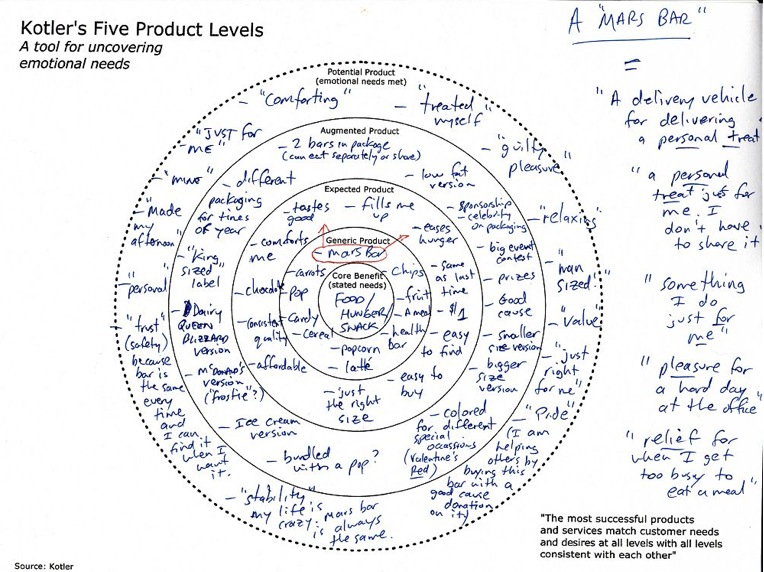 Kotler's Five Product Levels
A tool for uncovering
emotional needs
A "MARS BAR"
=
"A delivery vehicle
for delivering
a personal treat"
"a personal
treat just for
me. I
don't have
to share it
"something
I do
just for
me"
"pleasure for
a hard day
at the office"
"relief for
when I get
too busy to
eat a meal"
Potential Product
(emotional needs met)
- "comforting"
- "treated
myself"
- "JUST for
ME"
- "guilty
pleasure"
- "mine"
- "Made
my
afternoon"
- "relaxing"
- "personal"
- "man
sized"
- "value"
- "trust"
(safety)
because
bar is
the same
every
time
and
I can
find it
when I
want
it.
- "just
right
for me"
- "Pride"
(I am
helping
others by
buying this
bar with a
good cause
donation
on it)
- "stability"
my life is
crazy; mars bar
is always
the same.
Augmented Product
- 2 bars in package
(can eat separately or share)
- low fat
version
- different
packaging
for times
of year
- sponsorship
- celebrity
on packaging
- "King
sized"
label
- big event
contest
- prizes
- Good
cause
- Dairy
QUEEN
BLIZZARD
version
- smaller
size version
- McDonald's
version
(frostie?)
- bigger
size
version
- Ice cream
version
- colored
for different
special
occassions
(Valentine's
Red)
- bundled
with a pop?
Expected Product
- tastes
good
- fills me
up
- eases
hunger
- comforts
me
- same
as last
time
- chocolate
- $1
- consistent
quality
- easy
to find
- affordable
- easy to
buy
- just
the right
size
Generic Product
- mars bar
- carrots
- chips
- pop
- fruit
- A meal
- candy
- cereal
- health
bar
- popcorn
- latte
Core Benefit
(stated needs)
FOOD/
HUNGER/
SNACK
"The most successful products
and services match customer needs
and desires at all levels with all levels
consistent with each other"
Source: Kotler